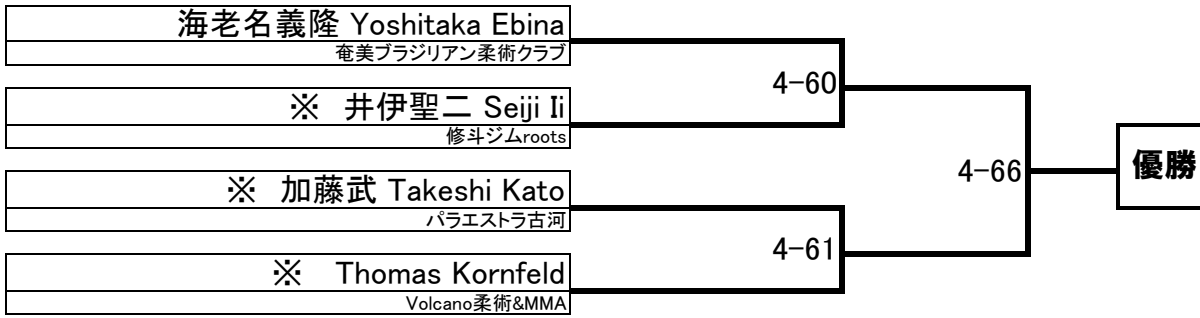 海老名義隆 Yoshitaka Ebina
奄美ブラジリアン柔術クラブ
4-60
※ 井伊聖二 Seiji Ii
修斗ジムroots
4-66
優勝
※ 加藤武 Takeshi Kato
パラエストラ古河
4-61
※ Thomas Kornfeld
Volcano柔術&MMA